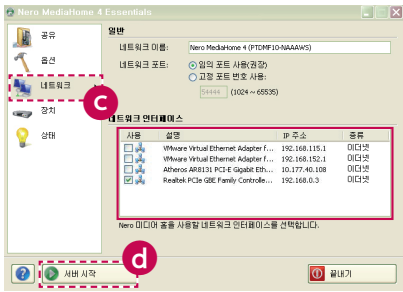 Nero MediaHome 4 Essentials
공유
옵션
네트워크
장치
상태
일반
네트워크 이름: Nero MediaHome 4 (PTDMF10-NAAAWS)
네트워크 포트: 임의 포트 사용(권장)
고정 포트 번호 사용:
54444 (1024 ~ 65535)
네트워크 인터페이스
사용 설명 IP 주소 종류
VMware Virtual Ethernet Adapter f... 192.168.115.1 이더넷
VMware Virtual Ethernet Adapter f... 192.168.152.1 이더넷
Atheros AR8131 PCI-E Gigabit Eth... 10.177.40.108 이더넷
Realtek PCIe GBE Family Controlle... 192.168.0.3 이더넷
Nero 미디어 홈을 사용할 네트워크 인터페이스를 선택합니다.
서버 시작
끝내기
c
d